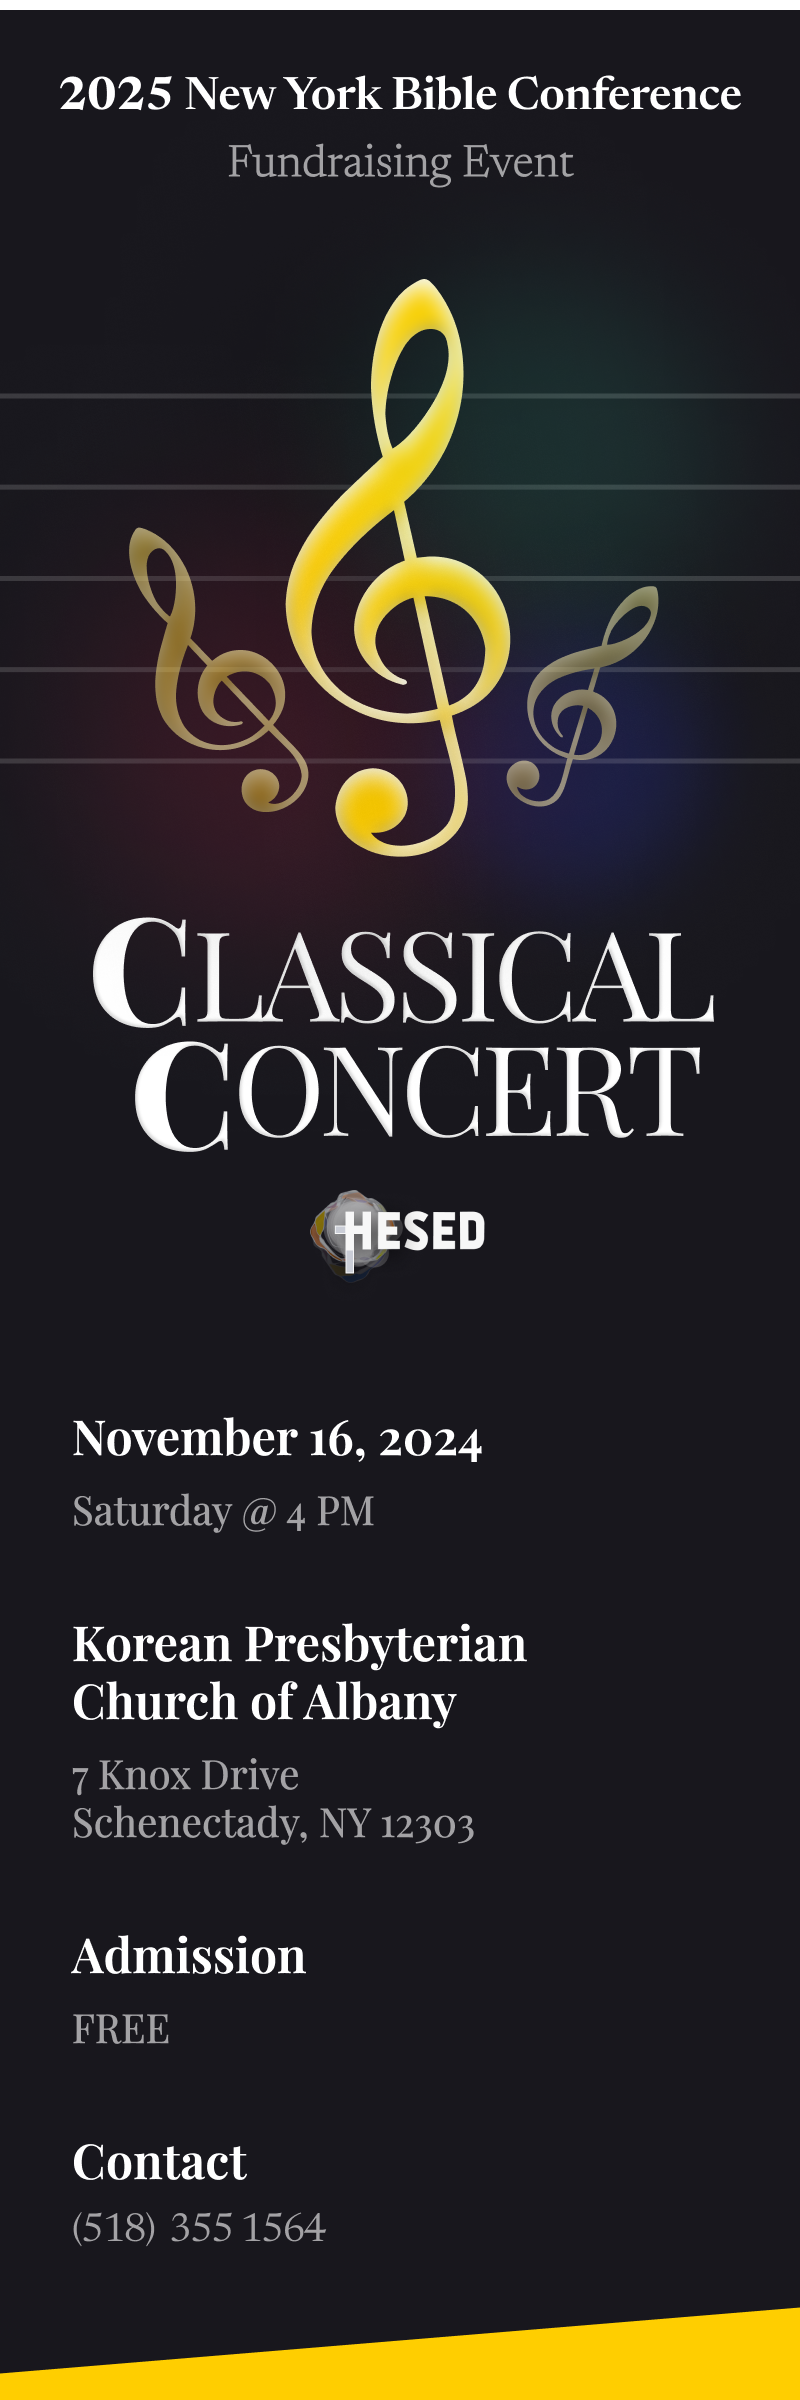 2025 New York Bible Conference
Fundraising Event
CLASSICAL
CONCERT
HESED
November 16, 2024
Saturday @ 4 PM
Korean Presbyterian
Church of Albany
7 Knox Drive
Schenectady, NY 12303
Admission
FREE
Contact
(518) 355 1564